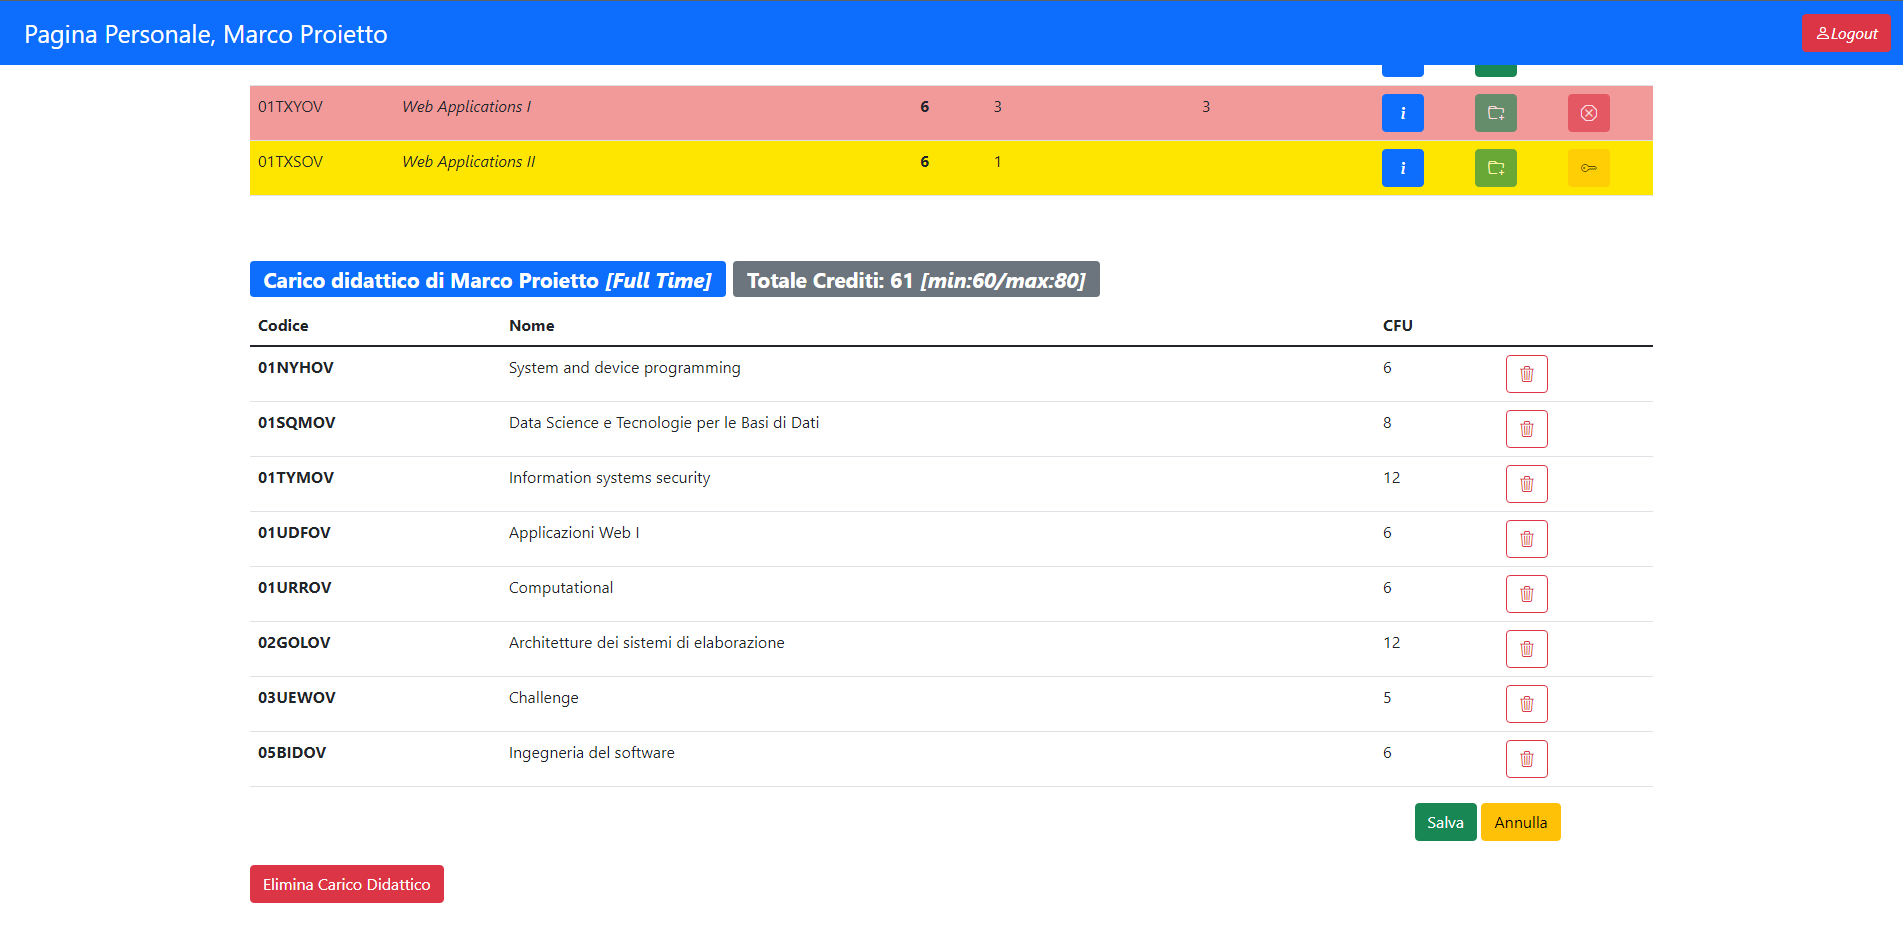 Pagina Personale, Marco Proietto Logout
01TXYOV Web Applications I 6 3 3 i
01TXSOV Web Applications II 6 1 i
Carico didattico di Marco Proietto [Full Time] Totale Crediti: 61 [min:60/max:80]
Codice Nome CFU
01NYHOV System and device programming 6
01SQMOV Data Science e Tecnologie per le Basi di Dati 8
01TYMOV Information systems security 12
01UDFOV Applicazioni Web I 6
01URROV Computational 6
02GOLOV Architetture dei sistemi di elaborazione 12
03UEWOV Challenge 5
05BIDOV Ingegneria del software 6
Salva Annulla
Elimina Carico Didattico